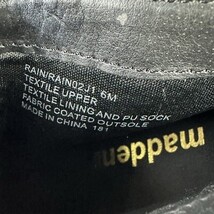 RAIN/RAIN02J1 6M
TEXTILE UPPER
TEXTILE LINING AND PU SOCK
FABRIC COATED OUTSOLE
MADE IN CHINA 181
madden